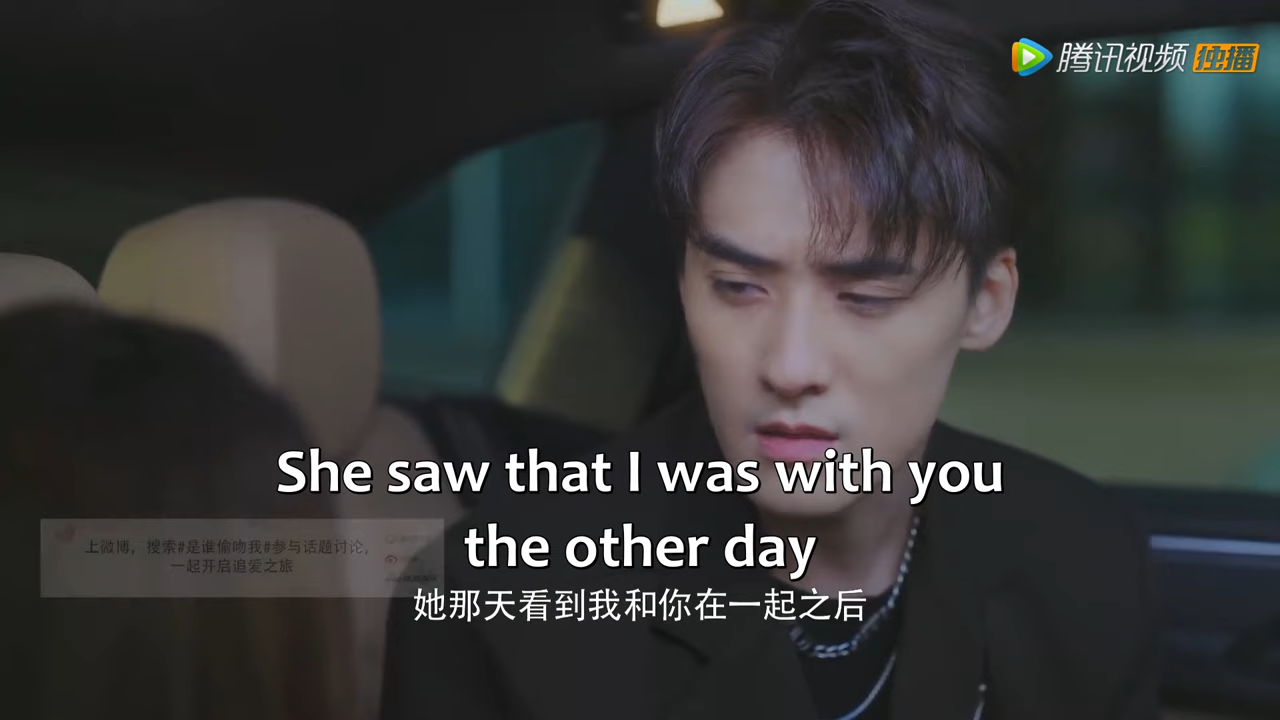 腾讯视频 独播
She saw that I was with you
the other day
上微博，搜索#是谁偷吻我#参与话题讨论，
一起开启追爱之旅
她那天看到我和你在一起之后